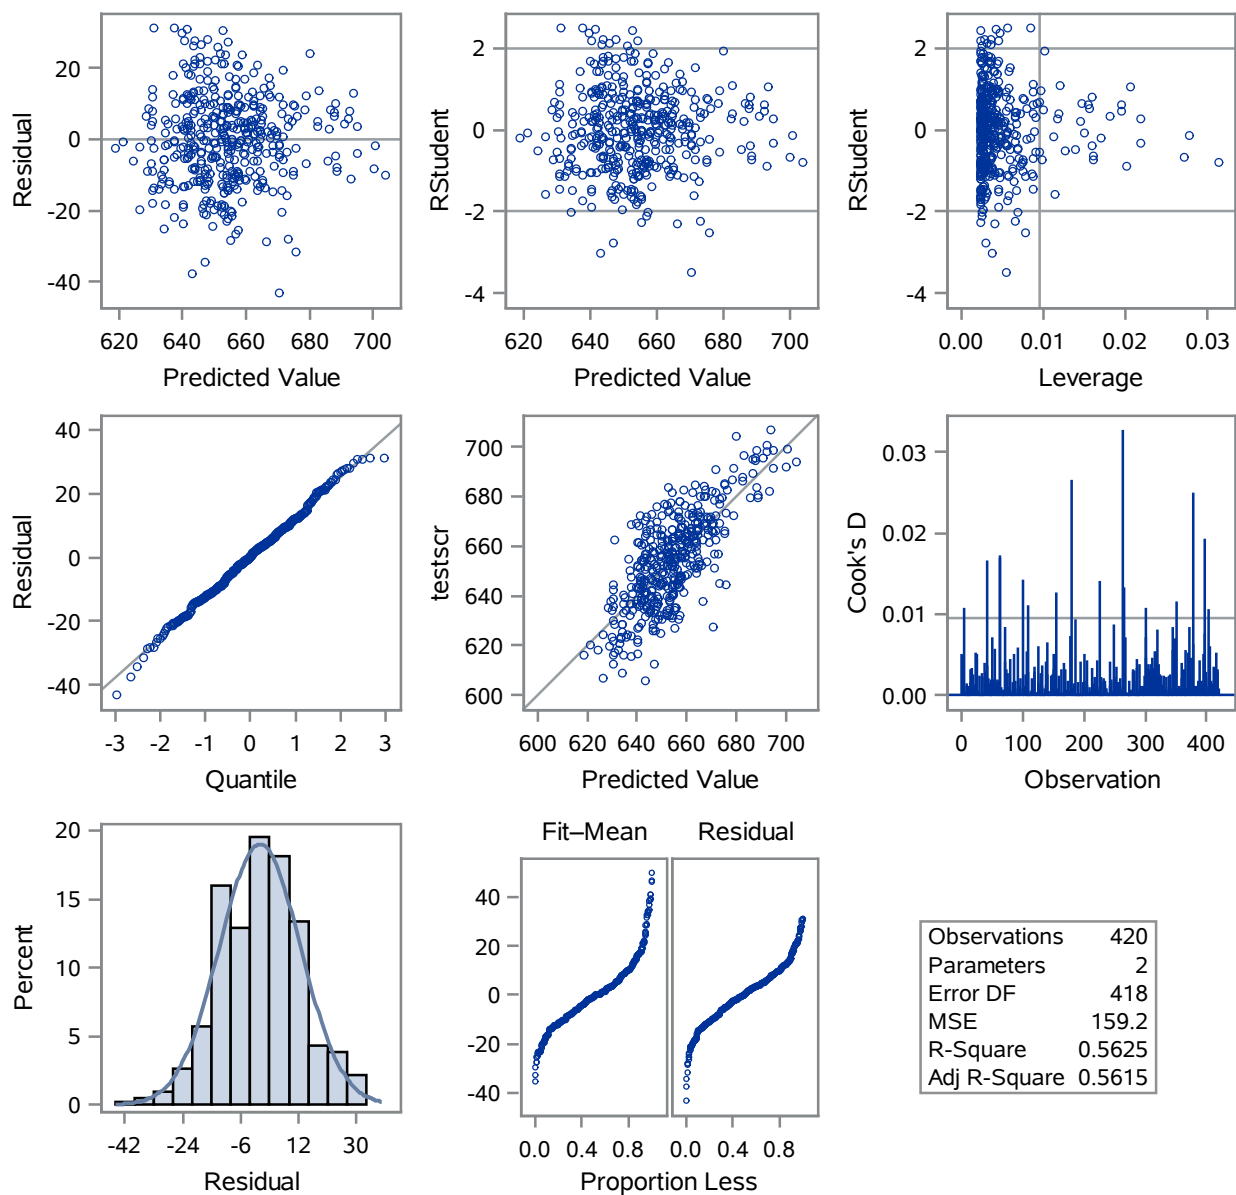 20
0
-20
-40
Residual
620 640 660 680 700
Predicted Value
2
0
-2
-4
RStudent
620 640 660 680 700
Predicted Value
2
0
-2
-4
RStudent
0.00 0.01 0.02 0.03
Leverage
40
20
0
-20
-40
Residual
-3 -2 -1 0 1 2 3
Quantile
700
680
660
640
620
600
testscr
600 620 640 660 680 700
Predicted Value
0.03
0.02
0.01
0.00
Cook's D
0 100 200 300 400
Observation
20
15
10
5
0
Percent
-42 -24 -6 12 30
Residual
Fit–Mean Residual
40
20
0
-20
-40
0.0 0.4 0.8 0.0 0.4 0.8
Proportion Less
Observations 420
Parameters 2
Error DF 418
MSE 159.2
R-Square 0.5625
Adj R-Square 0.5615